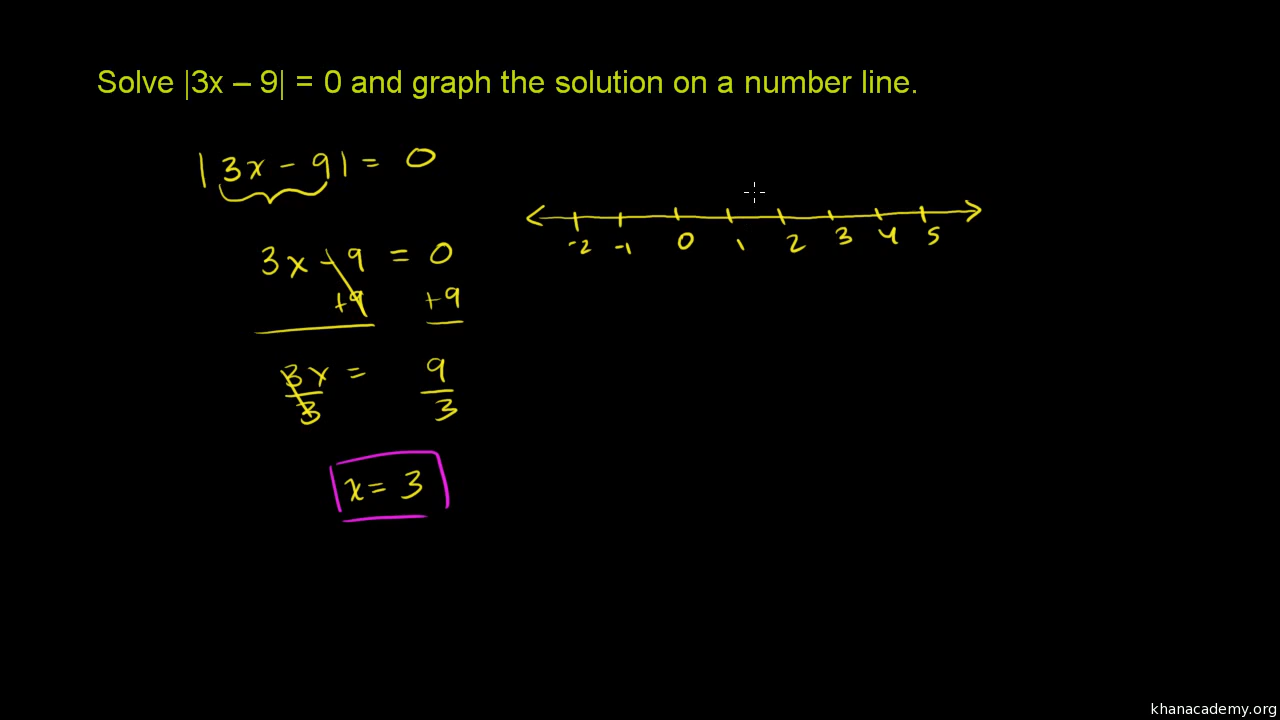 Solve |3x – 9| = 0 and graph the solution on a number line.
|3x - 9| = 0
3x - 9 = 0
+9 +9
3x = 9
3 3
x = 3
-2 -1 0 1 2 3 4 5
khanacademy.org